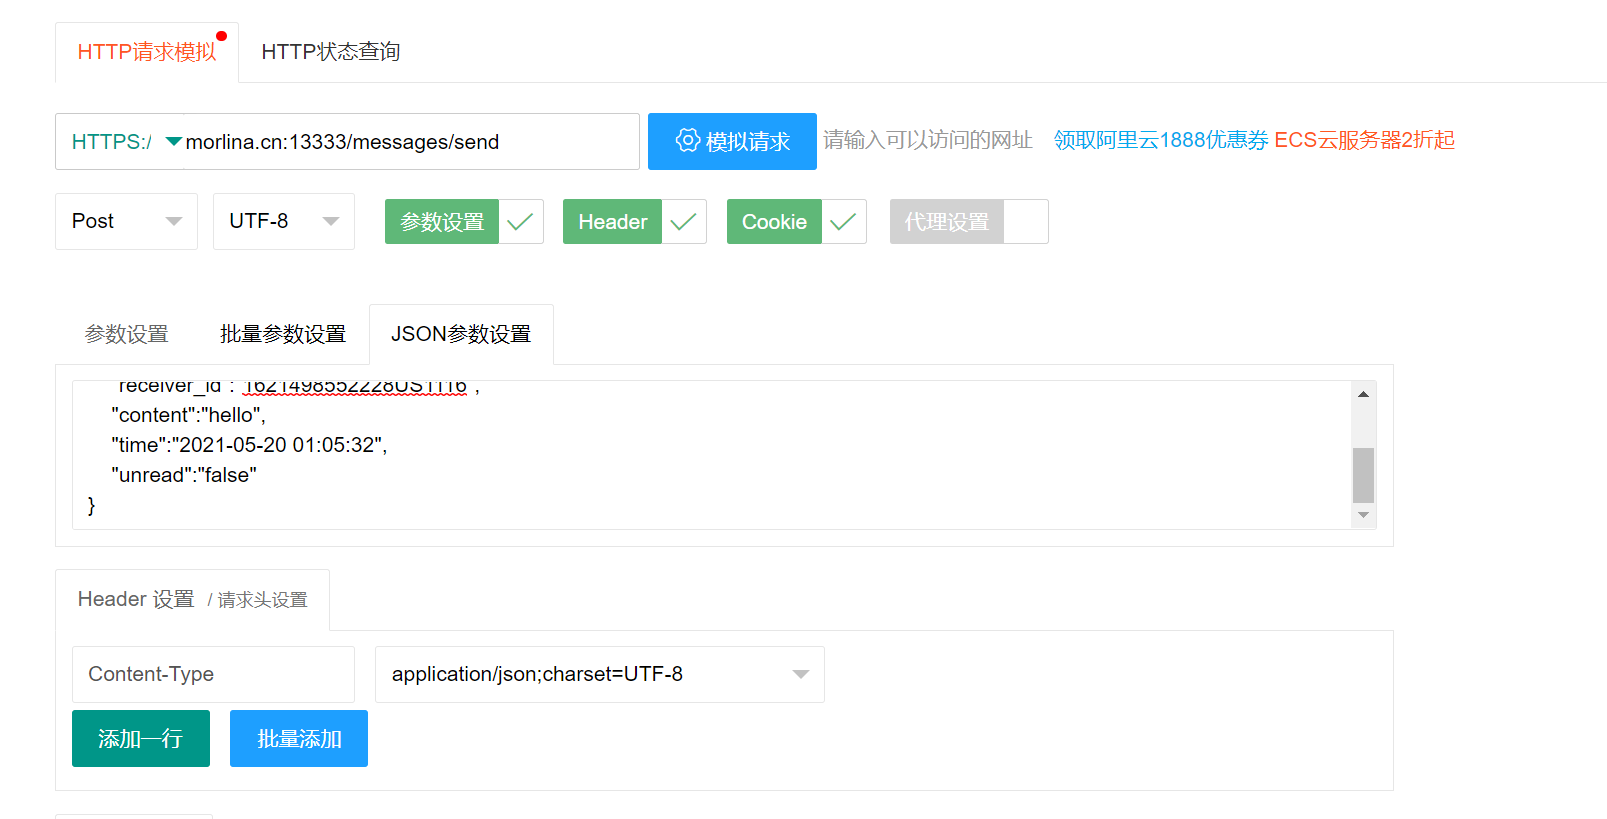 HTTP请求模拟 HTTP状态查询
HTTPS:/ morlina.cn:13333/messages/send 模拟请求 请输入可以访问的网址 领取阿里云1888优惠券 ECS云服务器2折起
Post UTF-8 参数设置 Header Cookie 代理设置
参数设置 批量参数设置 JSON参数设置
"receiver_id":"1621498552228US1116",
"content":"hello",
"time":"2021-05-20 01:05:32",
"unread":"false"
}
Header 设置 / 请求头设置
Content-Type application/json;charset=UTF-8
添加一行 批量添加